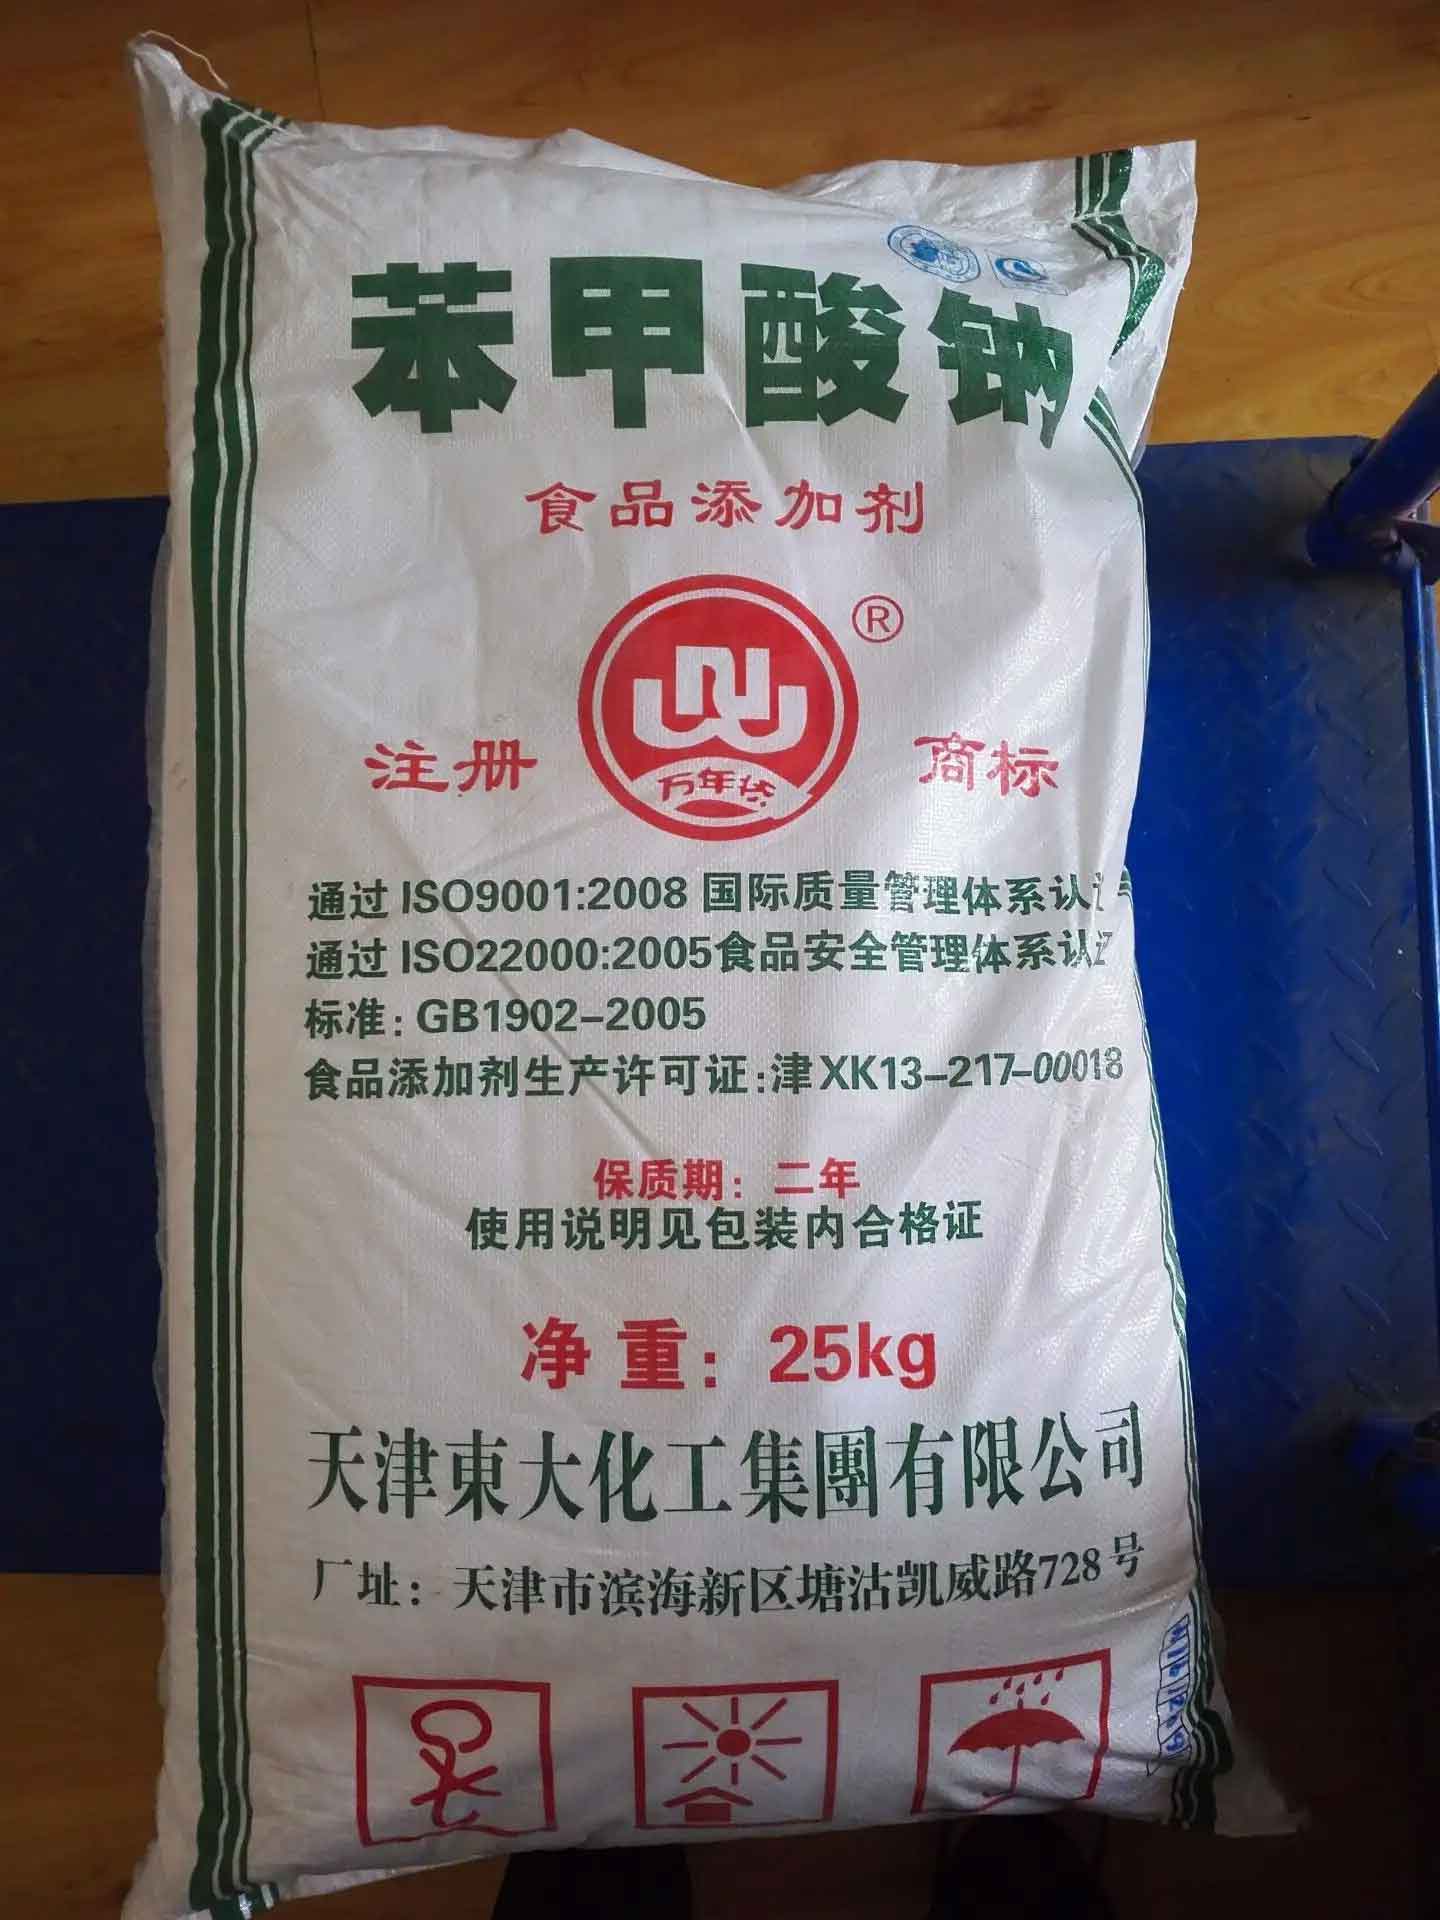 苯甲酸钠
食品添加剂
®
注册
商标
万年
通过 ISO9001:2008 国际质量管理体系认
通过 ISO22000:2005食品安全管理体系认证
标准：GB1902-2005
食品添加剂生产许可证：津XK13-217-00018
保质期：二年
使用说明见包装内合格证
净重：25kg
天津東大化工集團有限公司
厂址：天津市滨海新区塘沽凯威路728号